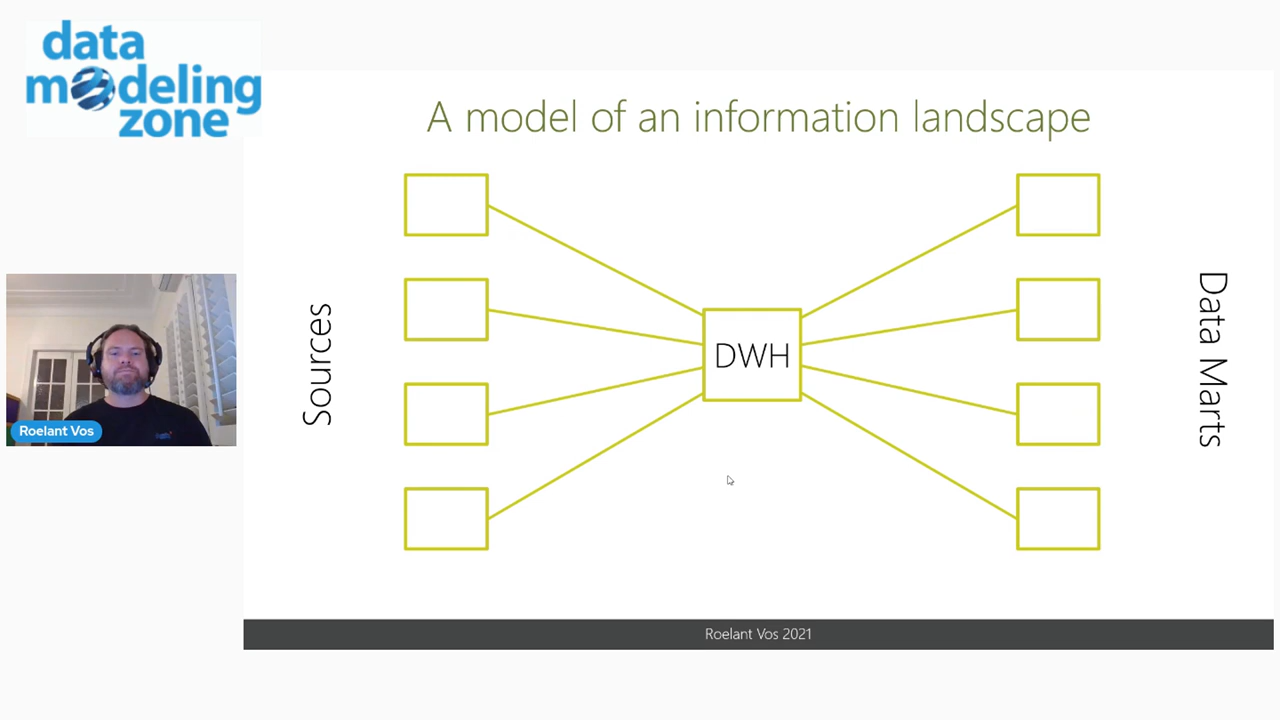 data
modeling
zone
A model of an information landscape
Sources
DWH
Data Marts
Roelant Vos
Roelant Vos 2021